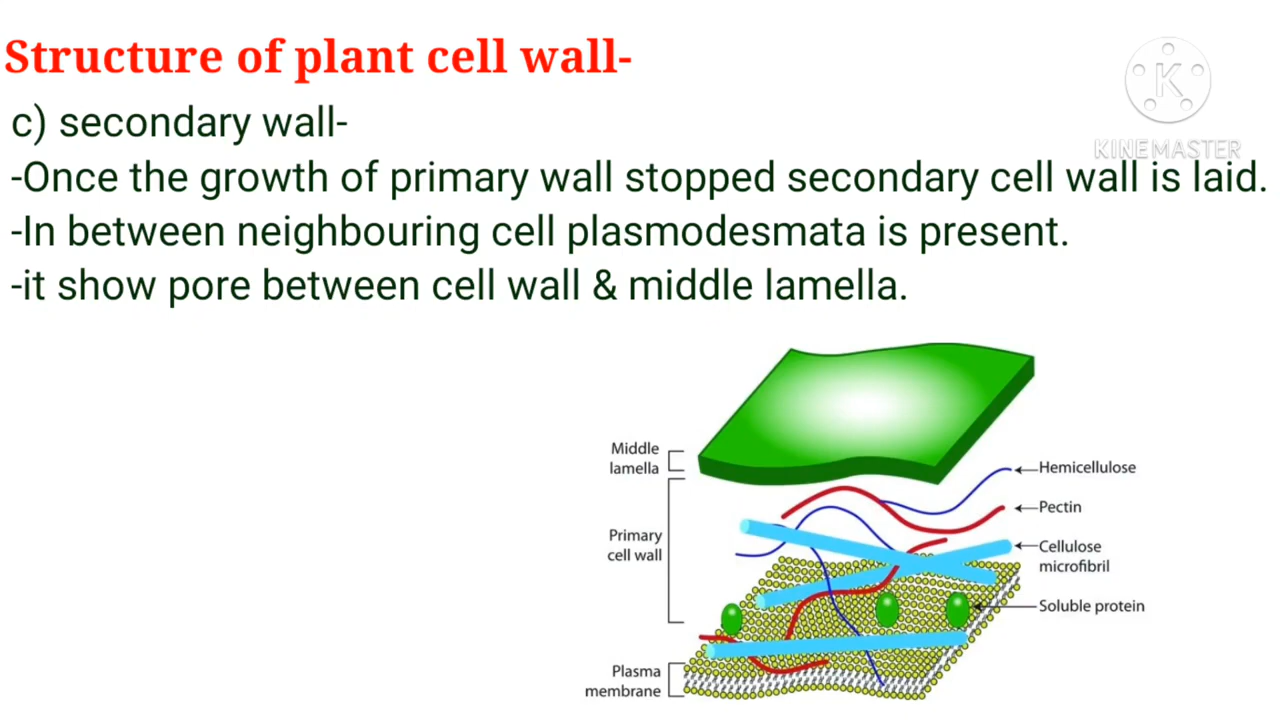 Structure of plant cell wall-
K
KINEMASTER
c) secondary wall-
-Once the growth of primary wall stopped secondary cell wall is laid.
-In between neighbouring cell plasmodesmata is present.
-it show pore between cell wall & middle lamella.
Middle
lamella
Hemicellulose
Pectin
Primary
cell wall
Cellulose
microfibril
Soluble protein
Plasma
membrane